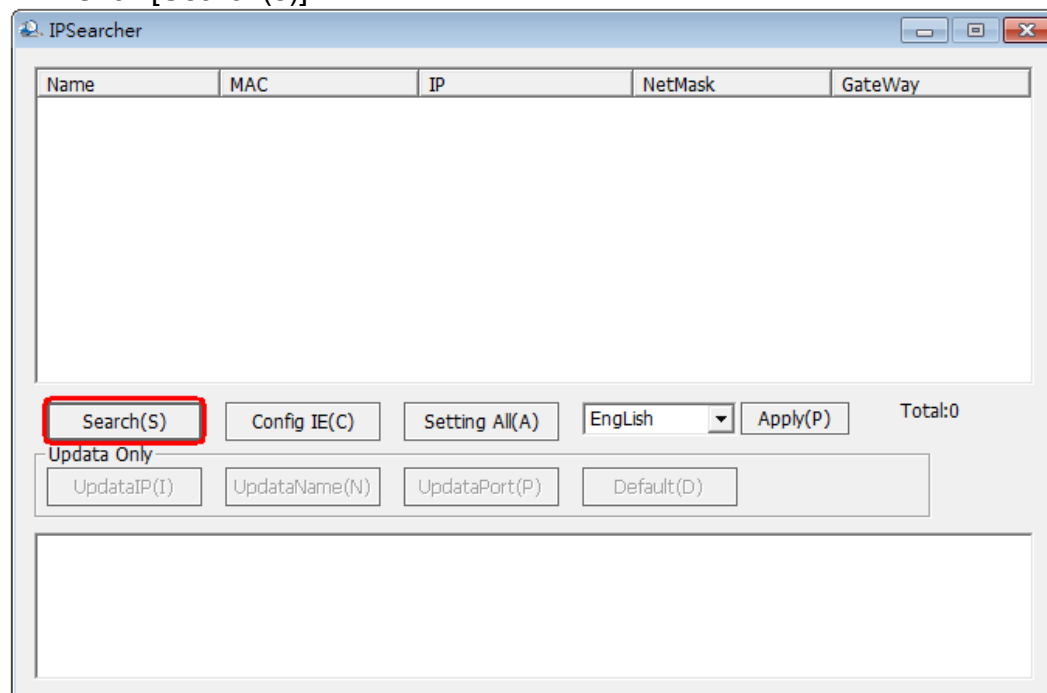 IPSearcher
Name MAC IP NetMask GateWay
Search(S) Config IE(C) Setting All(A) EngLish Apply(P) Total:0
Updata Only
UpdataIP(I) UpdataName(N) UpdataPort(P) Default(D)